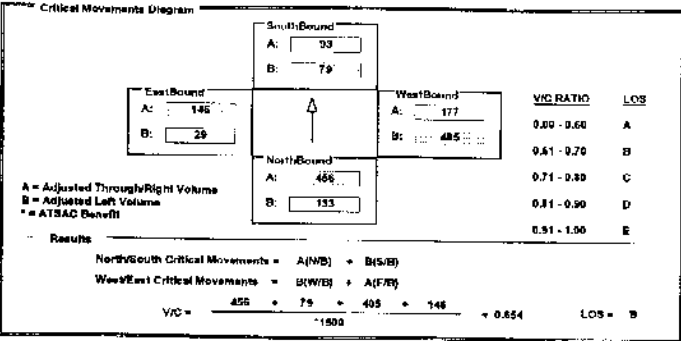 Critical Movements Diagram
SouthBound
A: 93
B: 79
EastBound
A: 146
B: 29
WestBound
A: 177
B: 405
NorthBound
A: 456
B: 133
V/C RATIO LOS
0.00 - 0.60 A
0.61 - 0.70 B
0.71 - 0.80 C
0.81 - 0.90 D
0.91 - 1.00 E
A = Adjusted Through/Right Volume
B = Adjusted Left Volume
* = ATSAC Benefit
Results
North/South Critical Movements = A(N/B) + B(S/B)
West/East Critical Movements = B(W/B) + A(E/B)
V/C = 456 + 79 + 405 + 146
*1500
= 0.654 LOS = B